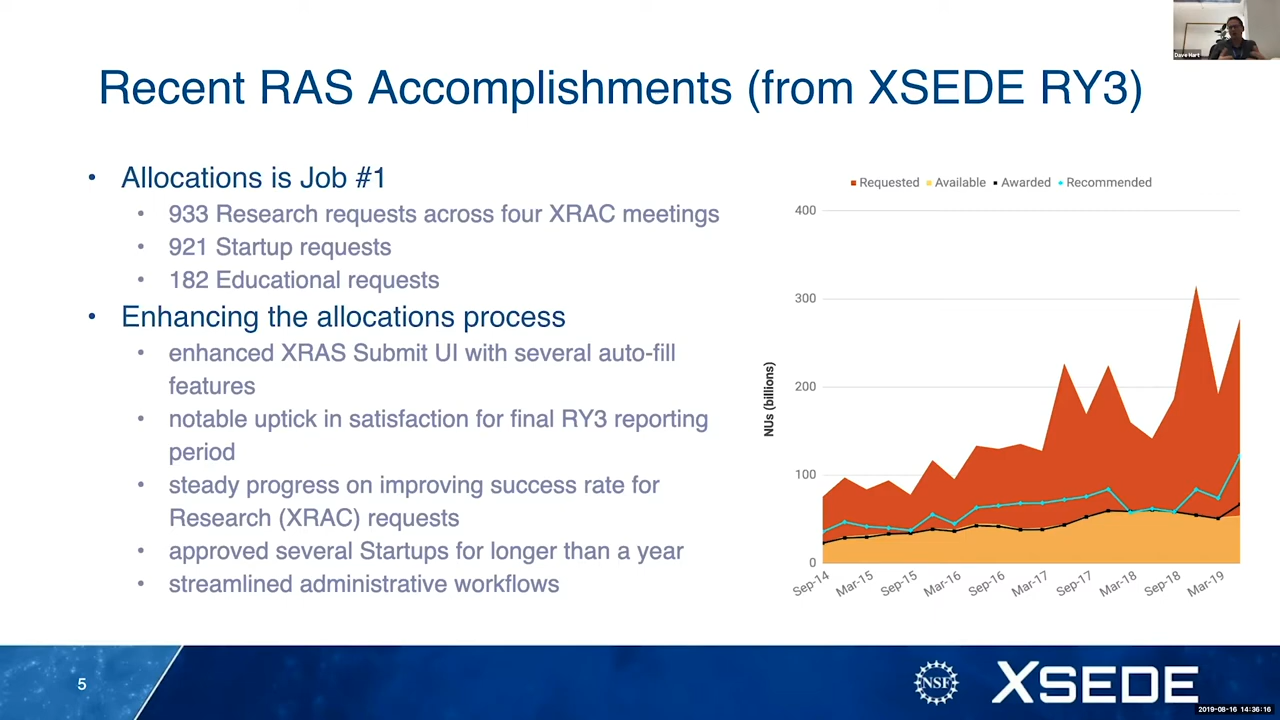 Dave Hart
Recent RAS Accomplishments (from XSEDE RY3)
• Allocations is Job #1
• 933 Research requests across four XRAC meetings
• 921 Startup requests
• 182 Educational requests
• Enhancing the allocations process
• enhanced XRAS Submit UI with several auto-fill
features
• notable uptick in satisfaction for final RY3 reporting
period
• steady progress on improving success rate for
Research (XRAC) requests
• approved several Startups for longer than a year
• streamlined administrative workflows
Requested Available Awarded Recommended
400
300
200
100
0
NUs (billions)
Sep-14 Mar-15 Sep-15 Mar-16 Sep-16 Mar-17 Sep-17 Mar-18 Sep-18 Mar-19
5
NSF
XSEDE
2019-08-16 14:36:16